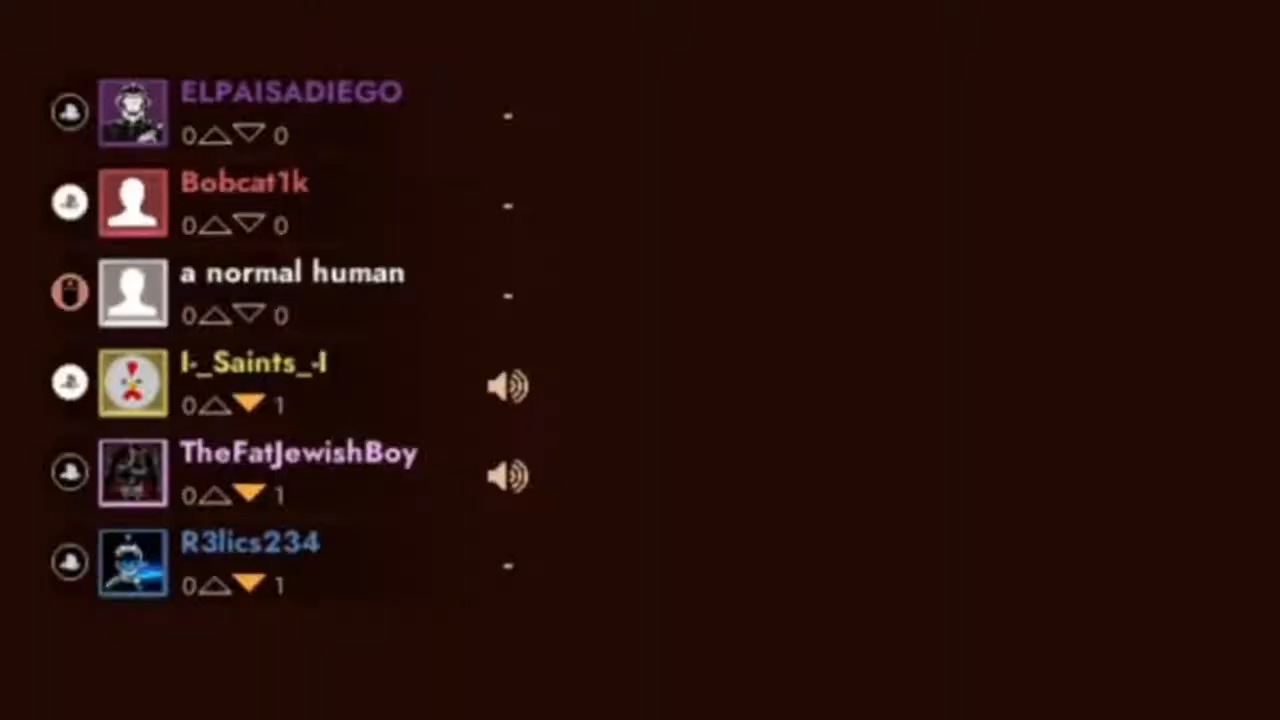 ELPAISADIEGO
0 0
Bobcat1k
0 0
a normal human
0 0
I-_Saints_-I
0 1
TheFatJewishBoy
0 1
R3lics234
0 1